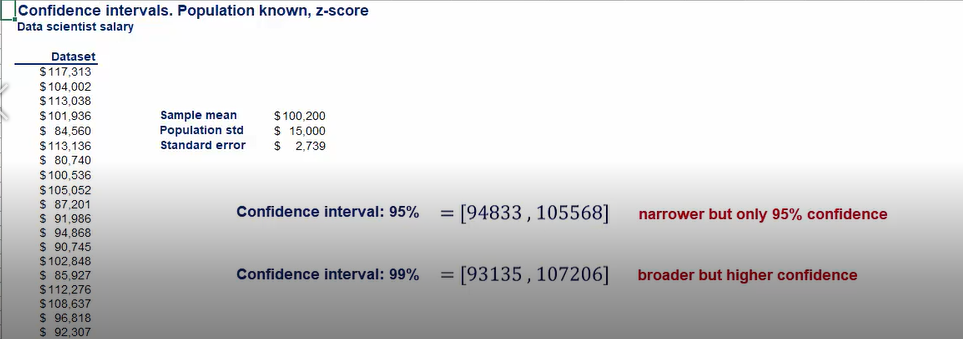 Confidence intervals. Population known, z-score
Data scientist salary
Dataset
$117,313
$104,002
$113,038
$101,936
$ 84,560
$113,136
$ 80,740
$100,536
$105,052
$ 87,201
$ 91,986
$ 94,868
$ 90,745
$102,848
$ 85,927
$112,276
$108,637
$ 96,818
$ 92,307
Sample mean $100,200
Population std $ 15,000
Standard error $ 2,739
Confidence interval: 95% = [94833 , 105568] narrower but only 95% confidence
Confidence interval: 99% = [93135 , 107206] broader but higher confidence